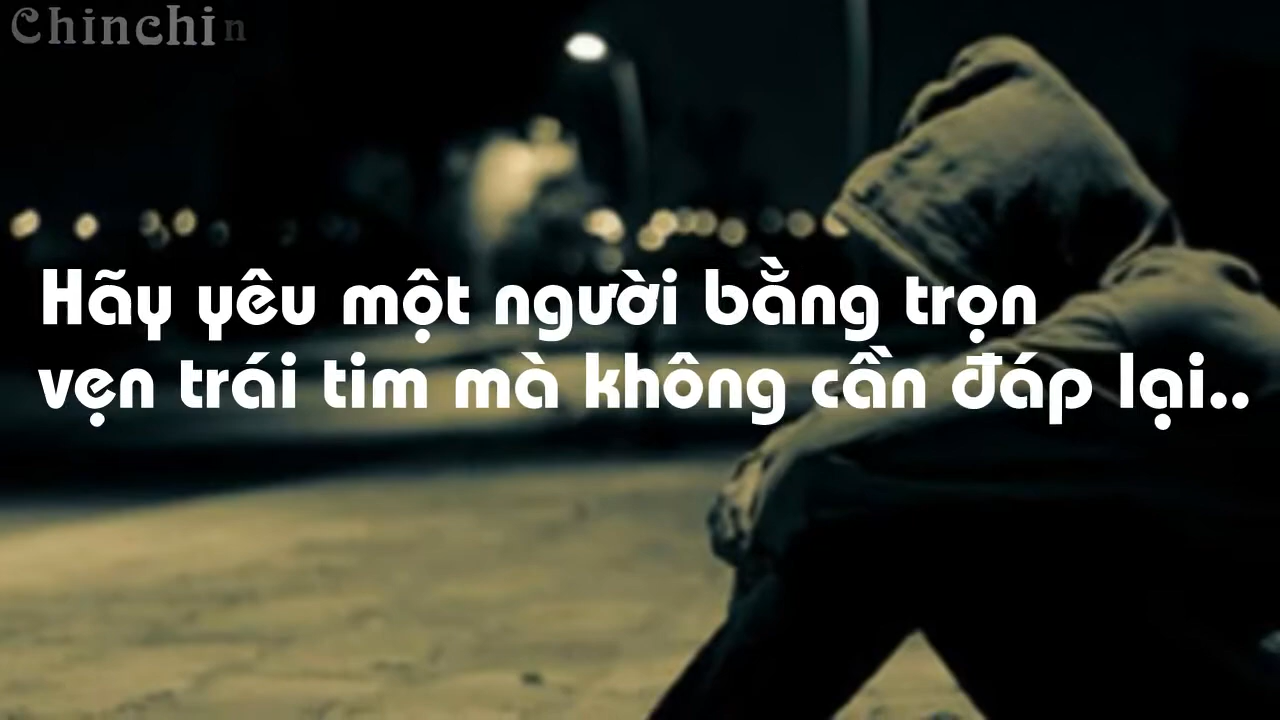 Chinchin
Hãy yêu một người bằng trọn
vẹn trái tim mà không cần đáp lại..